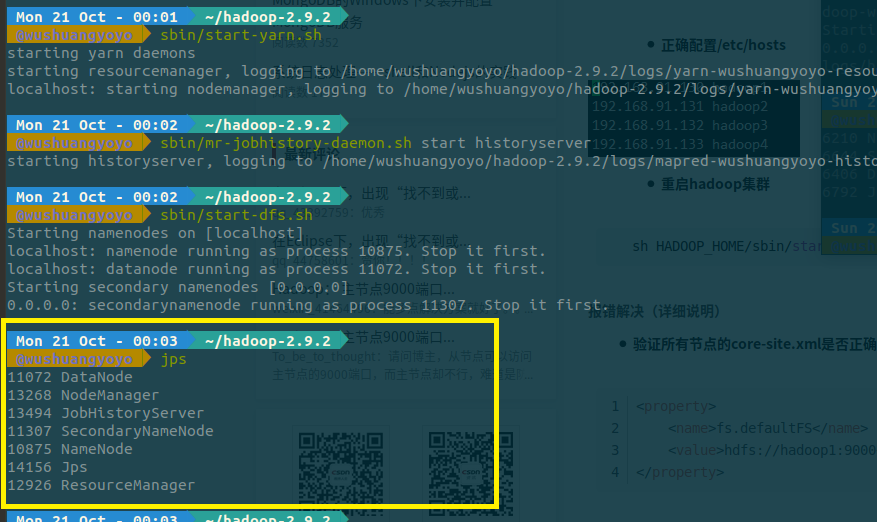 Mon 21 Oct - 00:01 ~/hadoop-2.9.2
@wushuangyoyo sbin/start-yarn.sh
starting yarn daemons
starting resourcemanager, logging to /home/wushuangyoyo/hadoop-2.9.2/logs/yarn-wushuangyoyo-resou
localhost: starting nodemanager, logging to /home/wushuangyoyo/hadoop-2.9.2/logs/yarn-wushuangyoy
Mon 21 Oct - 00:02 ~/hadoop-2.9.2
@wushuangyoyo sbin/mr-jobhistory-daemon.sh start historyserver
starting historyserver, logging to /home/wushuangyoyo/hadoop-2.9.2/logs/mapred-wushuangyoyo-histo
Mon 21 Oct - 00:02 ~/hadoop-2.9.2
@wushuangyoyo sbin/start-dfs.sh
Starting namenodes on [localhost]
localhost: namenode running as process 10875. Stop it first.
localhost: datanode running as process 11072. Stop it first.
Starting secondary namenodes [0.0.0.0]
0.0.0.0: secondarynamenode running as process 11307. Stop it first.
Mon 21 Oct - 00:03 ~/hadoop-2.9.2
@wushuangyoyo jps
11072 DataNode
13268 NodeManager
13494 JobHistoryServer
11307 SecondaryNameNode
10875 NameNode
14156 Jps
12926 ResourceManager
Mon 21 Oct - 00:03 ~/hadoop-2.9.2
正确配置/etc/hosts
192.168.91.131 hadoop2
192.168.91.132 hadoop3
192.168.91.133 hadoop4
重启hadoop集群
sh HADOOP_HOME/sbin/star
报错解决（详细说明）
验证所有节点的core-site.xml是否正确
1 <property>
2 <name>fs.defaultFS</name>
3 <value>hdfs://hadoop1:9000
4 </property>